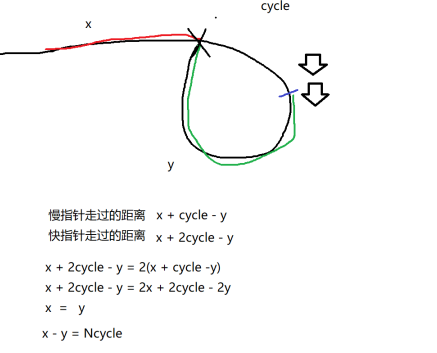 cycle
x
y
慢指针走过的距离 x + cycle - y
快指针走过的距离 x + 2cycle - y
x + 2cycle - y = 2(x + cycle -y)
x + 2cycle - y = 2x + 2cycle - 2y
x = y
x - y = Ncycle